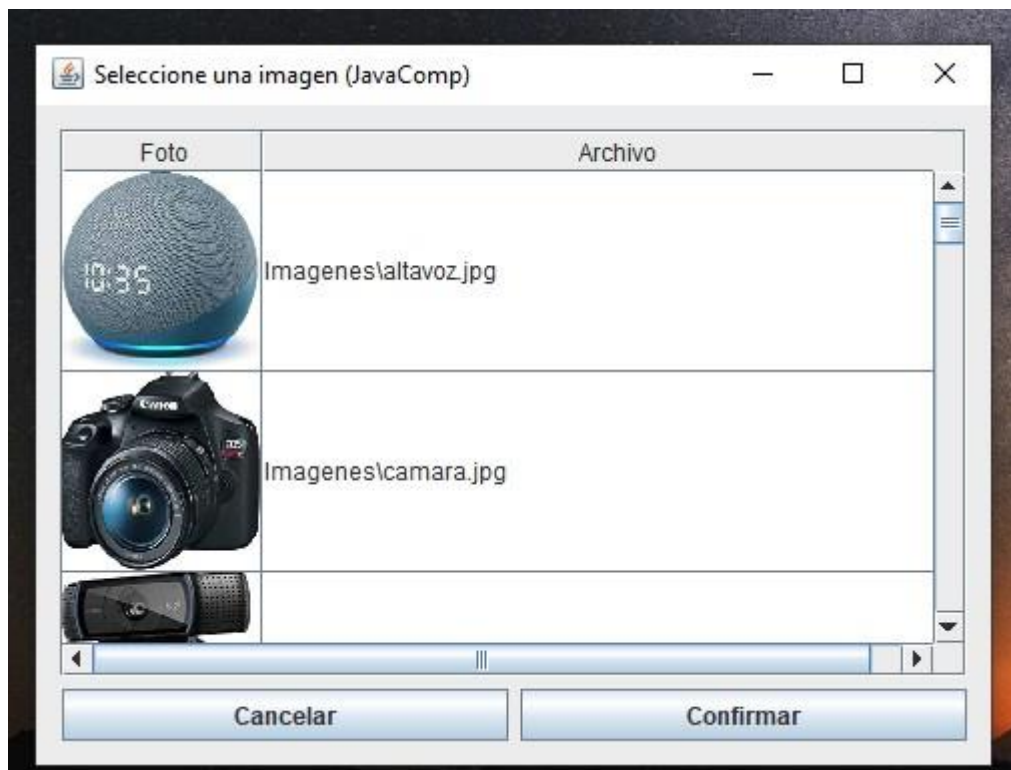 Seleccione una imagen (JavaComp)
Foto Archivo
10:35
Imagenes\altavoz.jpg
Canon
Imagenes\camara.jpg
Cancelar Confirmar